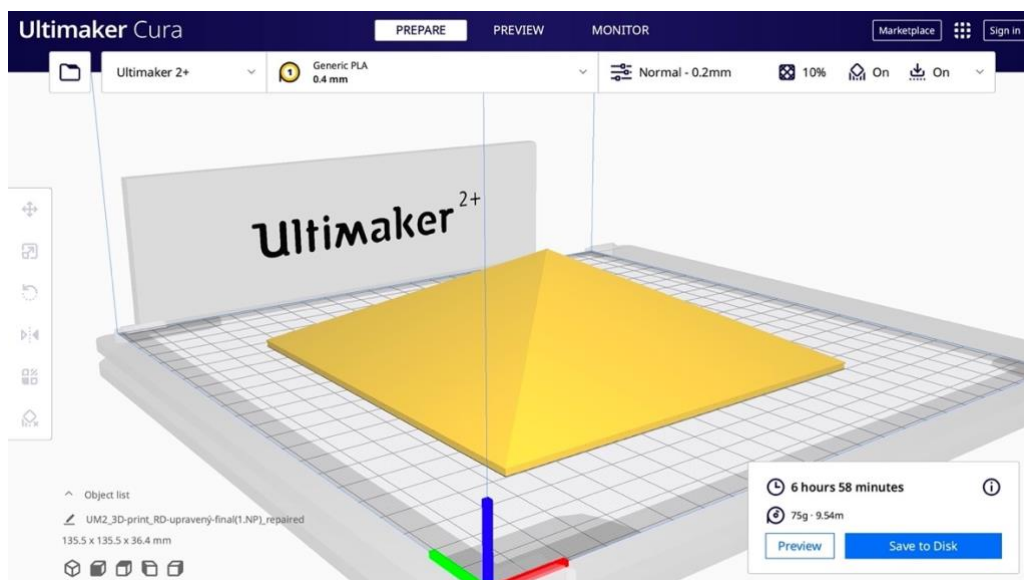 Ultimaker Cura
PREPARE
PREVIEW
MONITOR
Marketplace
Sign in
Ultimaker 2+
1
Generic PLA
0.4 mm
Normal - 0.2mm
10%
On
On
Ultimaker 2+
Object list
UM2_3D-print_RD-upravený-final(1.NP)_repaired
135.5 x 135.5 x 36.4 mm
6 hours 58 minutes
75g · 9.54m
Preview
Save to Disk